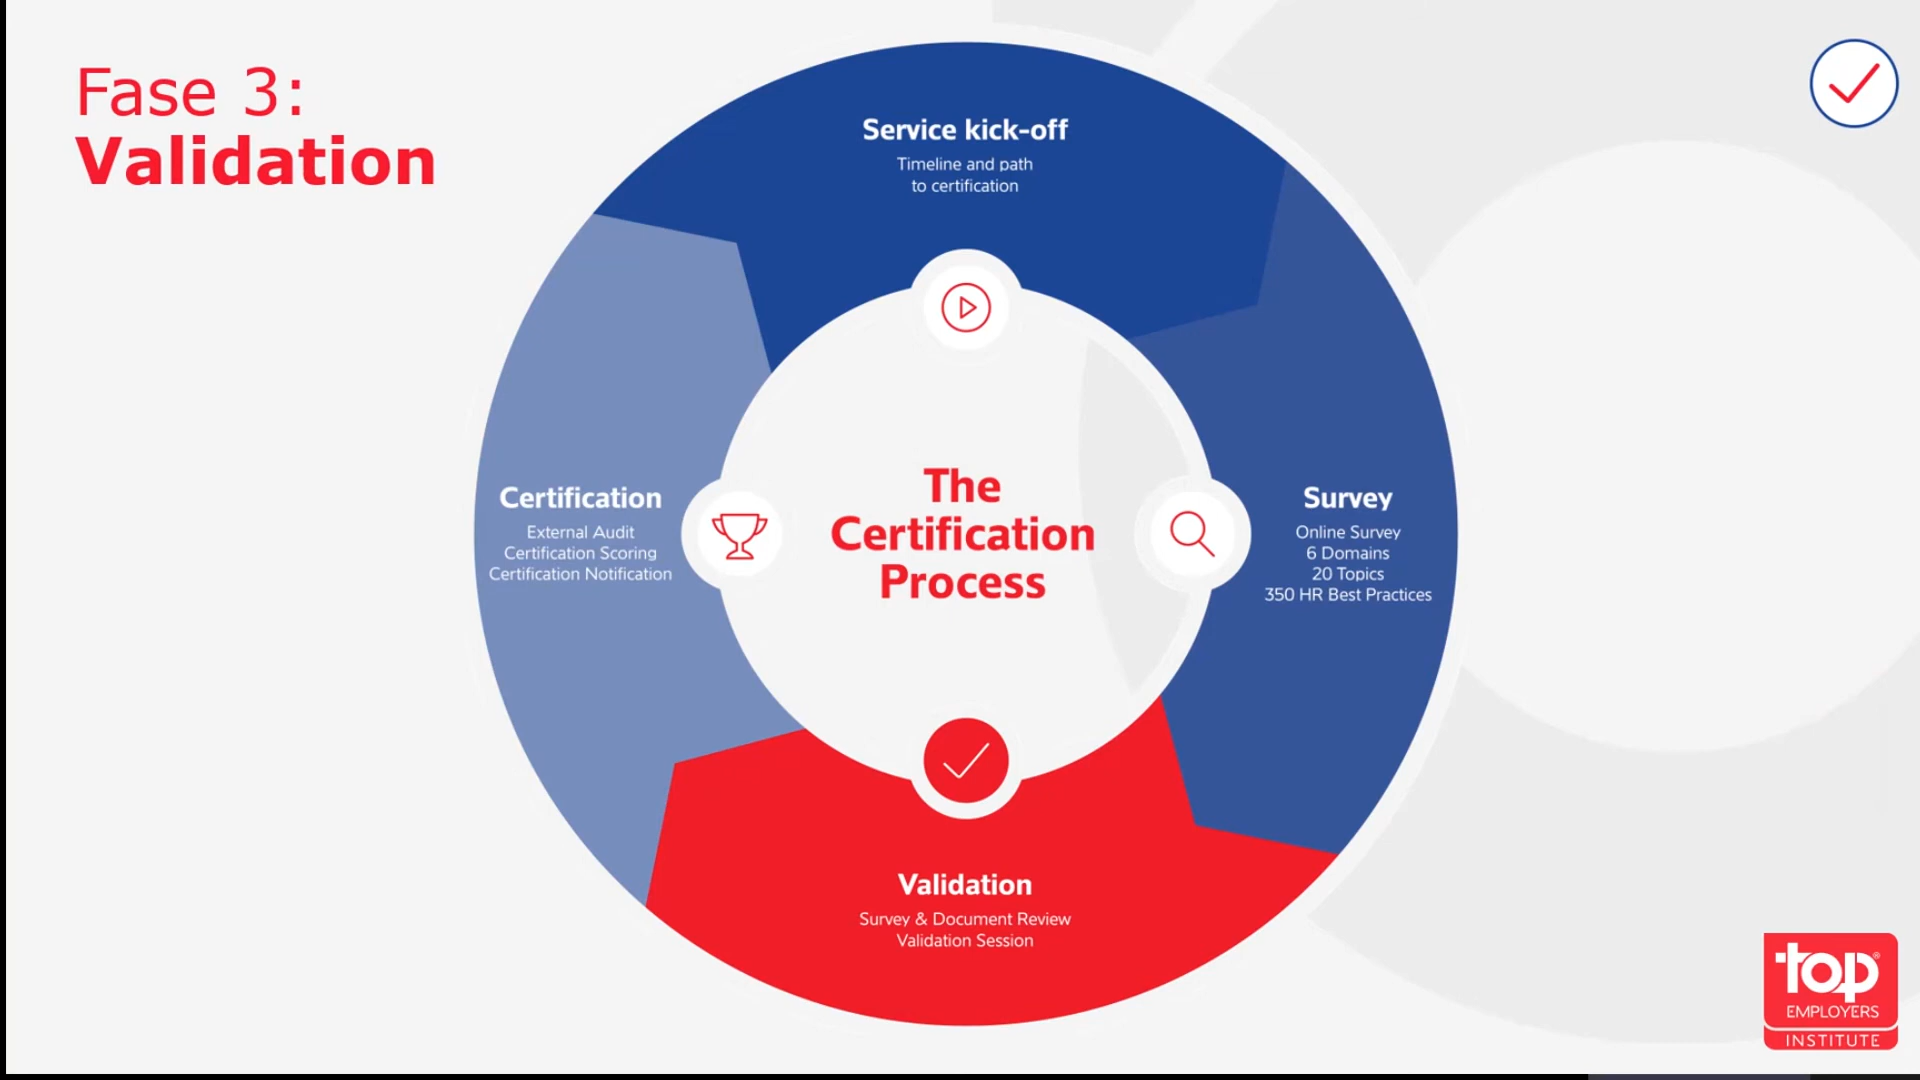 Fase 3:
Validation
Service kick-off
Timeline and path
to certification
Certification
External Audit
Certification Scoring
Certification Notification
The
Certification
Process
Survey
Online Survey
6 Domains
20 Topics
350 HR Best Practices
Validation
Survey & Document Review
Validation Session
top®
EMPLOYERS
INSTITUTE